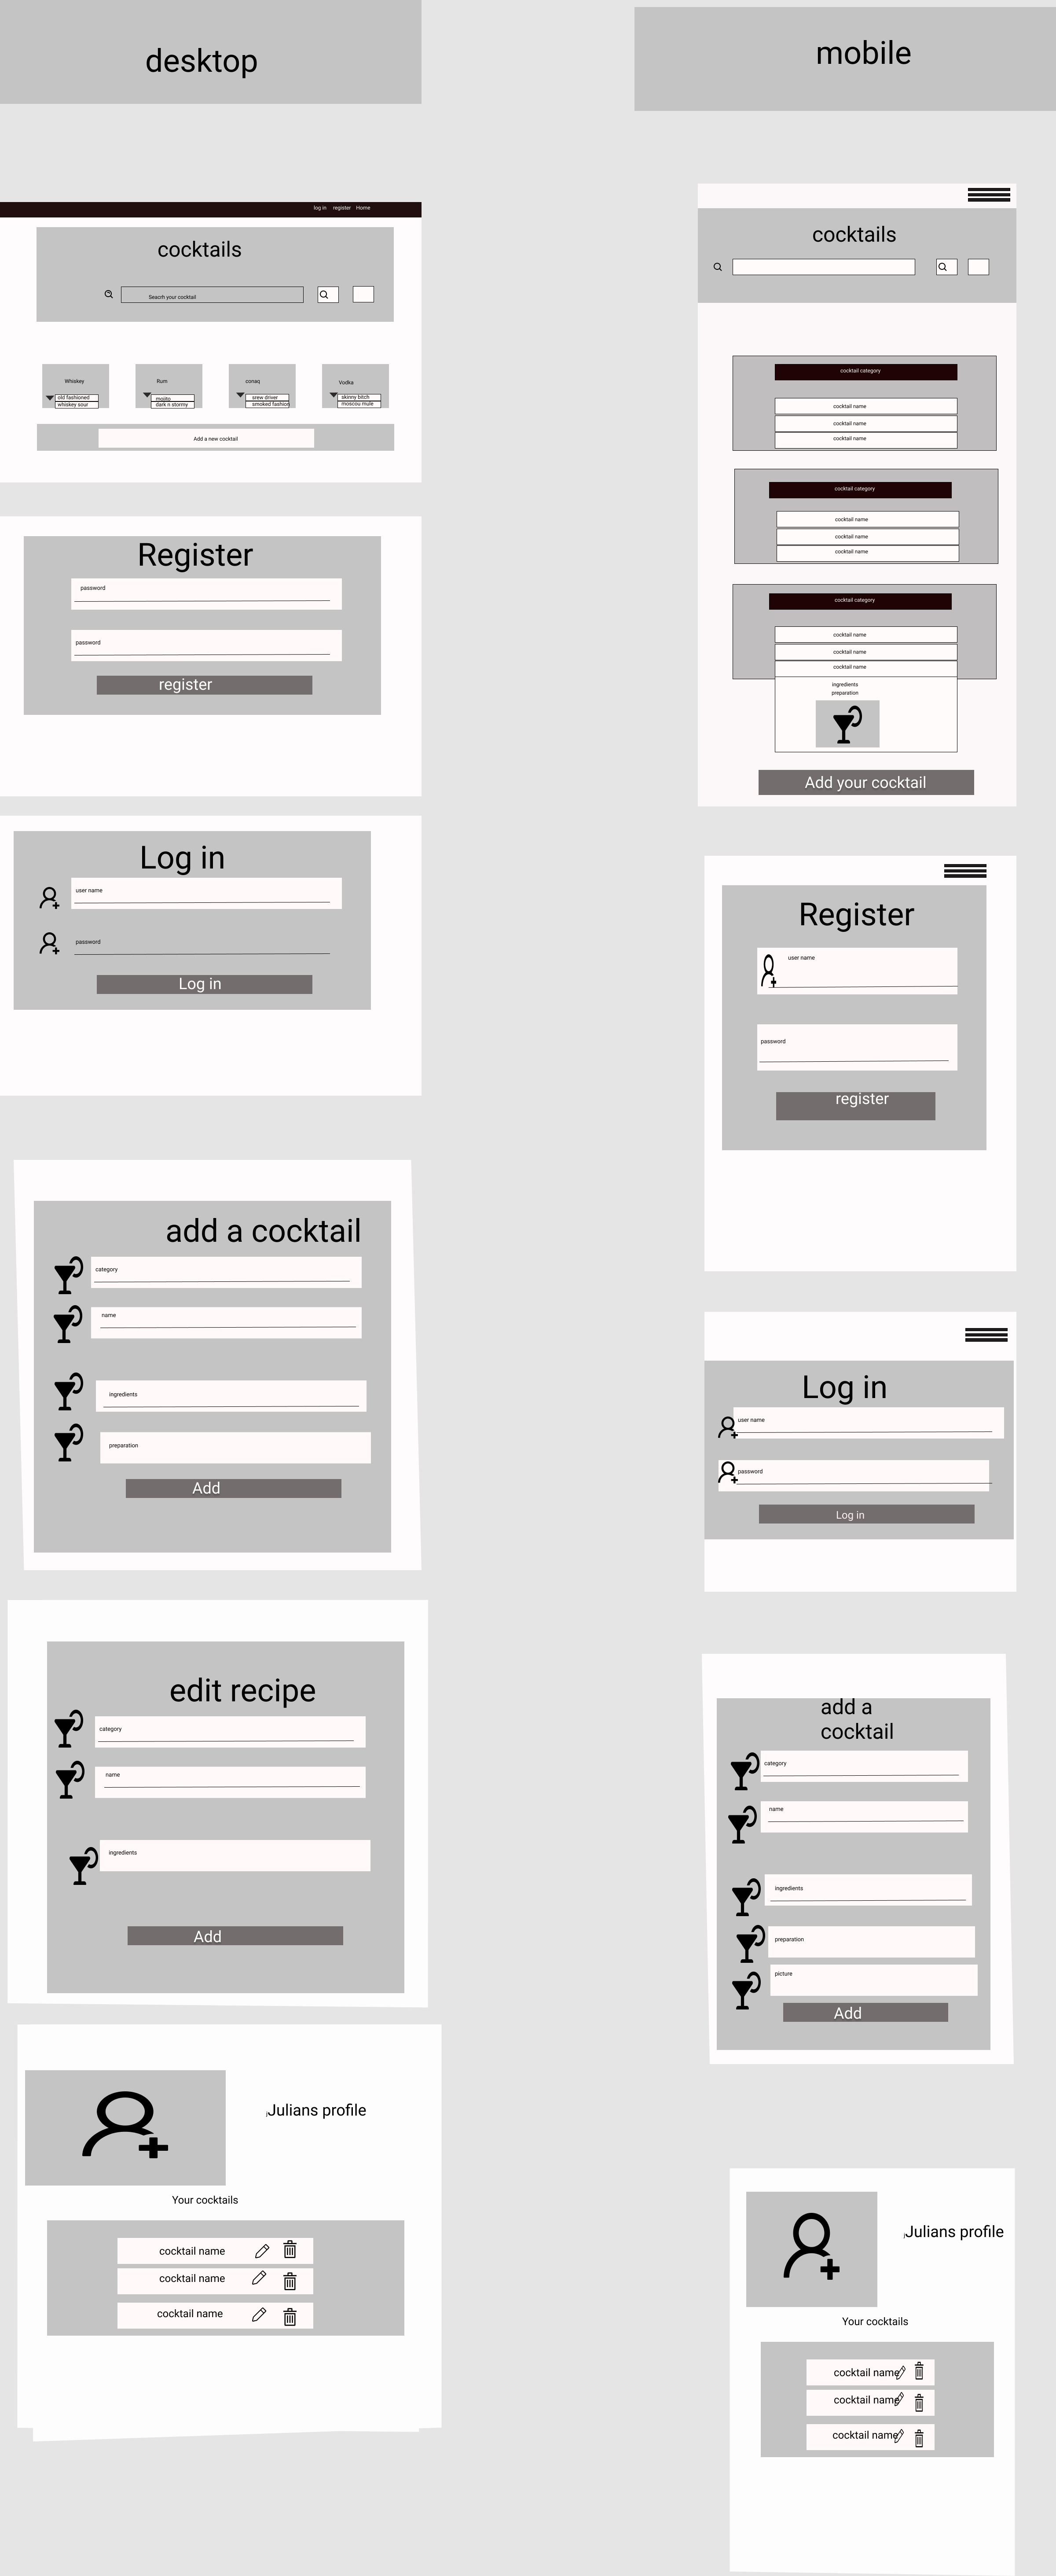 desktop
log in register Home
cocktails
Seacrh your cocktail
Whiskey
old fashioned
whiskey sour
Rum
mojito
dark n stormy
conaq
srew driver
smoked fashion
Vodka
skinny bitch
moscou mule
Add a new cocktail
Register
password
password
register
Log in
user name
password
Log in
add a cocktail
category
name
ingredients
preparation
Add
edit recipe
category
name
ingredients
Add
Julians profile
Your cocktails
cocktail name
cocktail name
cocktail name
mobile
cocktails
cocktail category
cocktail name
cocktail name
cocktail name
cocktail category
cocktail name
cocktail name
cocktail name
cocktail category
cocktail name
cocktail name
cocktail name
ingredients
preparation
Add your cocktail
Register
user name
password
register
Log in
user name
password
Log in
add a
cocktail
category
name
ingredients
preparation
picture
Add
Julians profile
Your cocktails
cocktail name
cocktail name
cocktail name